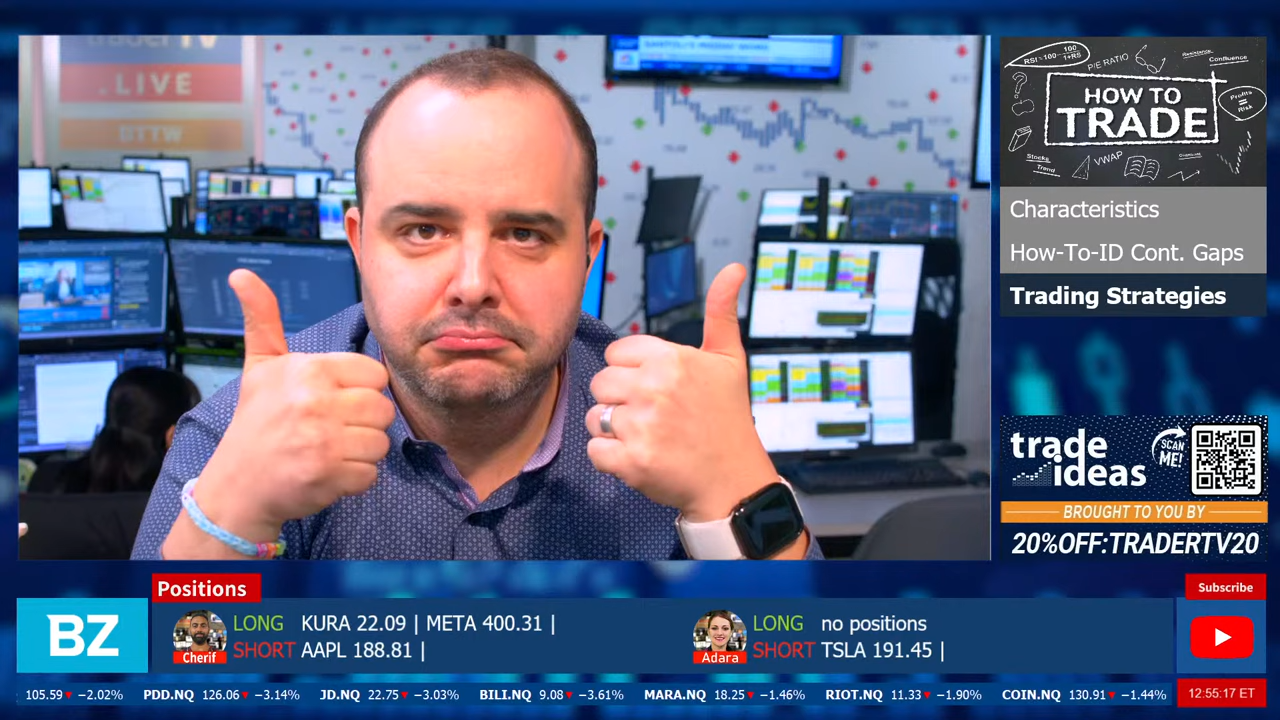 LIVE
BTTW
RSI=100-
100
1+RS
P/E RATIO
Resistance
Confluence
HOW TO
TRADE
Profits
=
Risk
Stocks
Trend
VWAP
Characteristics
How-To-ID Cont. Gaps
Trading Strategies
trade
ideas
SCAN
ME!
BROUGHT TO YOU BY
20%OFF:TRADERTV20
Positions
Subscribe
BZ
LONG KURA 22.09 | META 400.31 |
SHORT AAPL 188.81 |
Cherif
LONG no positions
SHORT TSLA 191.45 |
Adara
105.59▼ −2.02% PDD.NQ 126.06▼ −3.14% JD.NQ 22.75▼ −3.03% BILI.NQ 9.08▼ −3.61% MARA.NQ 18.25▼ −1.46% RIOT.NQ 11.33▼ −1.90% COIN.NQ 130.91▼ −1.44%
12:55:17 ET